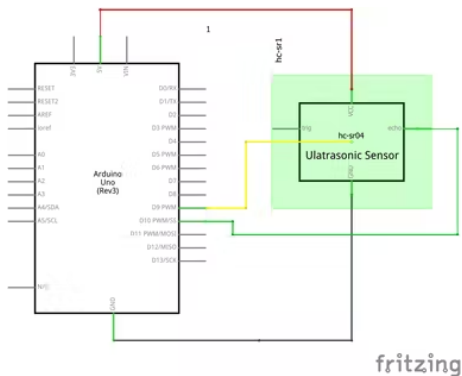 1
hc-sr1
3V3
5V
VIN
RESET
RESET2
AREF
ioref
A0
A1
A2
A3
A4/SDA
A5/SCL
N/C
D0/RX
D1/TX
D2
D3 PWM
D4
D5 PWM
D6 PWM
D7
D8
D9 PWM
D10 PWM/SS
D11 PWM/MOSI
D12/MISO
D13/SCK
GND
Arduino
Uno
(Rev3)
VCC
trig
echo
hc-sr04
Ulatrasonic Sensor
GND
fritzing